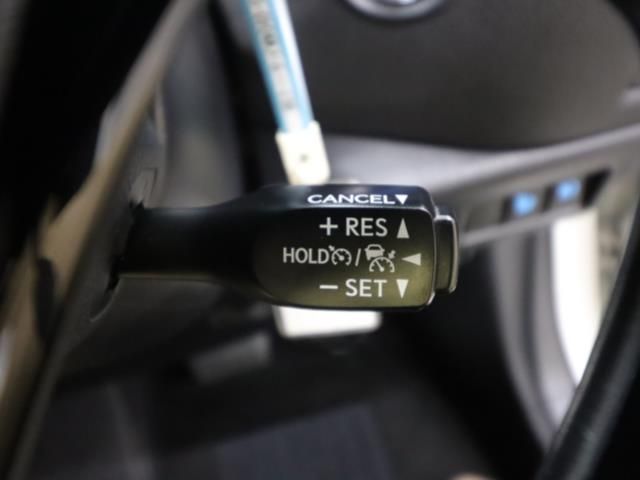 CANCEL▼
+ RES ▲
HOLD / ◄
− SET ▼